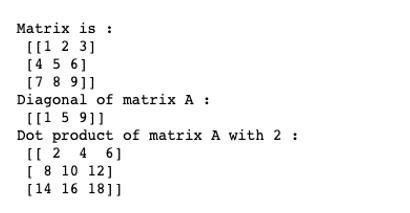 Matrix is :
[[1 2 3]
[4 5 6]
[7 8 9]]
Diagonal of matrix A :
[[1 5 9]]
Dot product of matrix A with 2 :
[[ 2  4  6]
[ 8 10 12]
[14 16 18]]